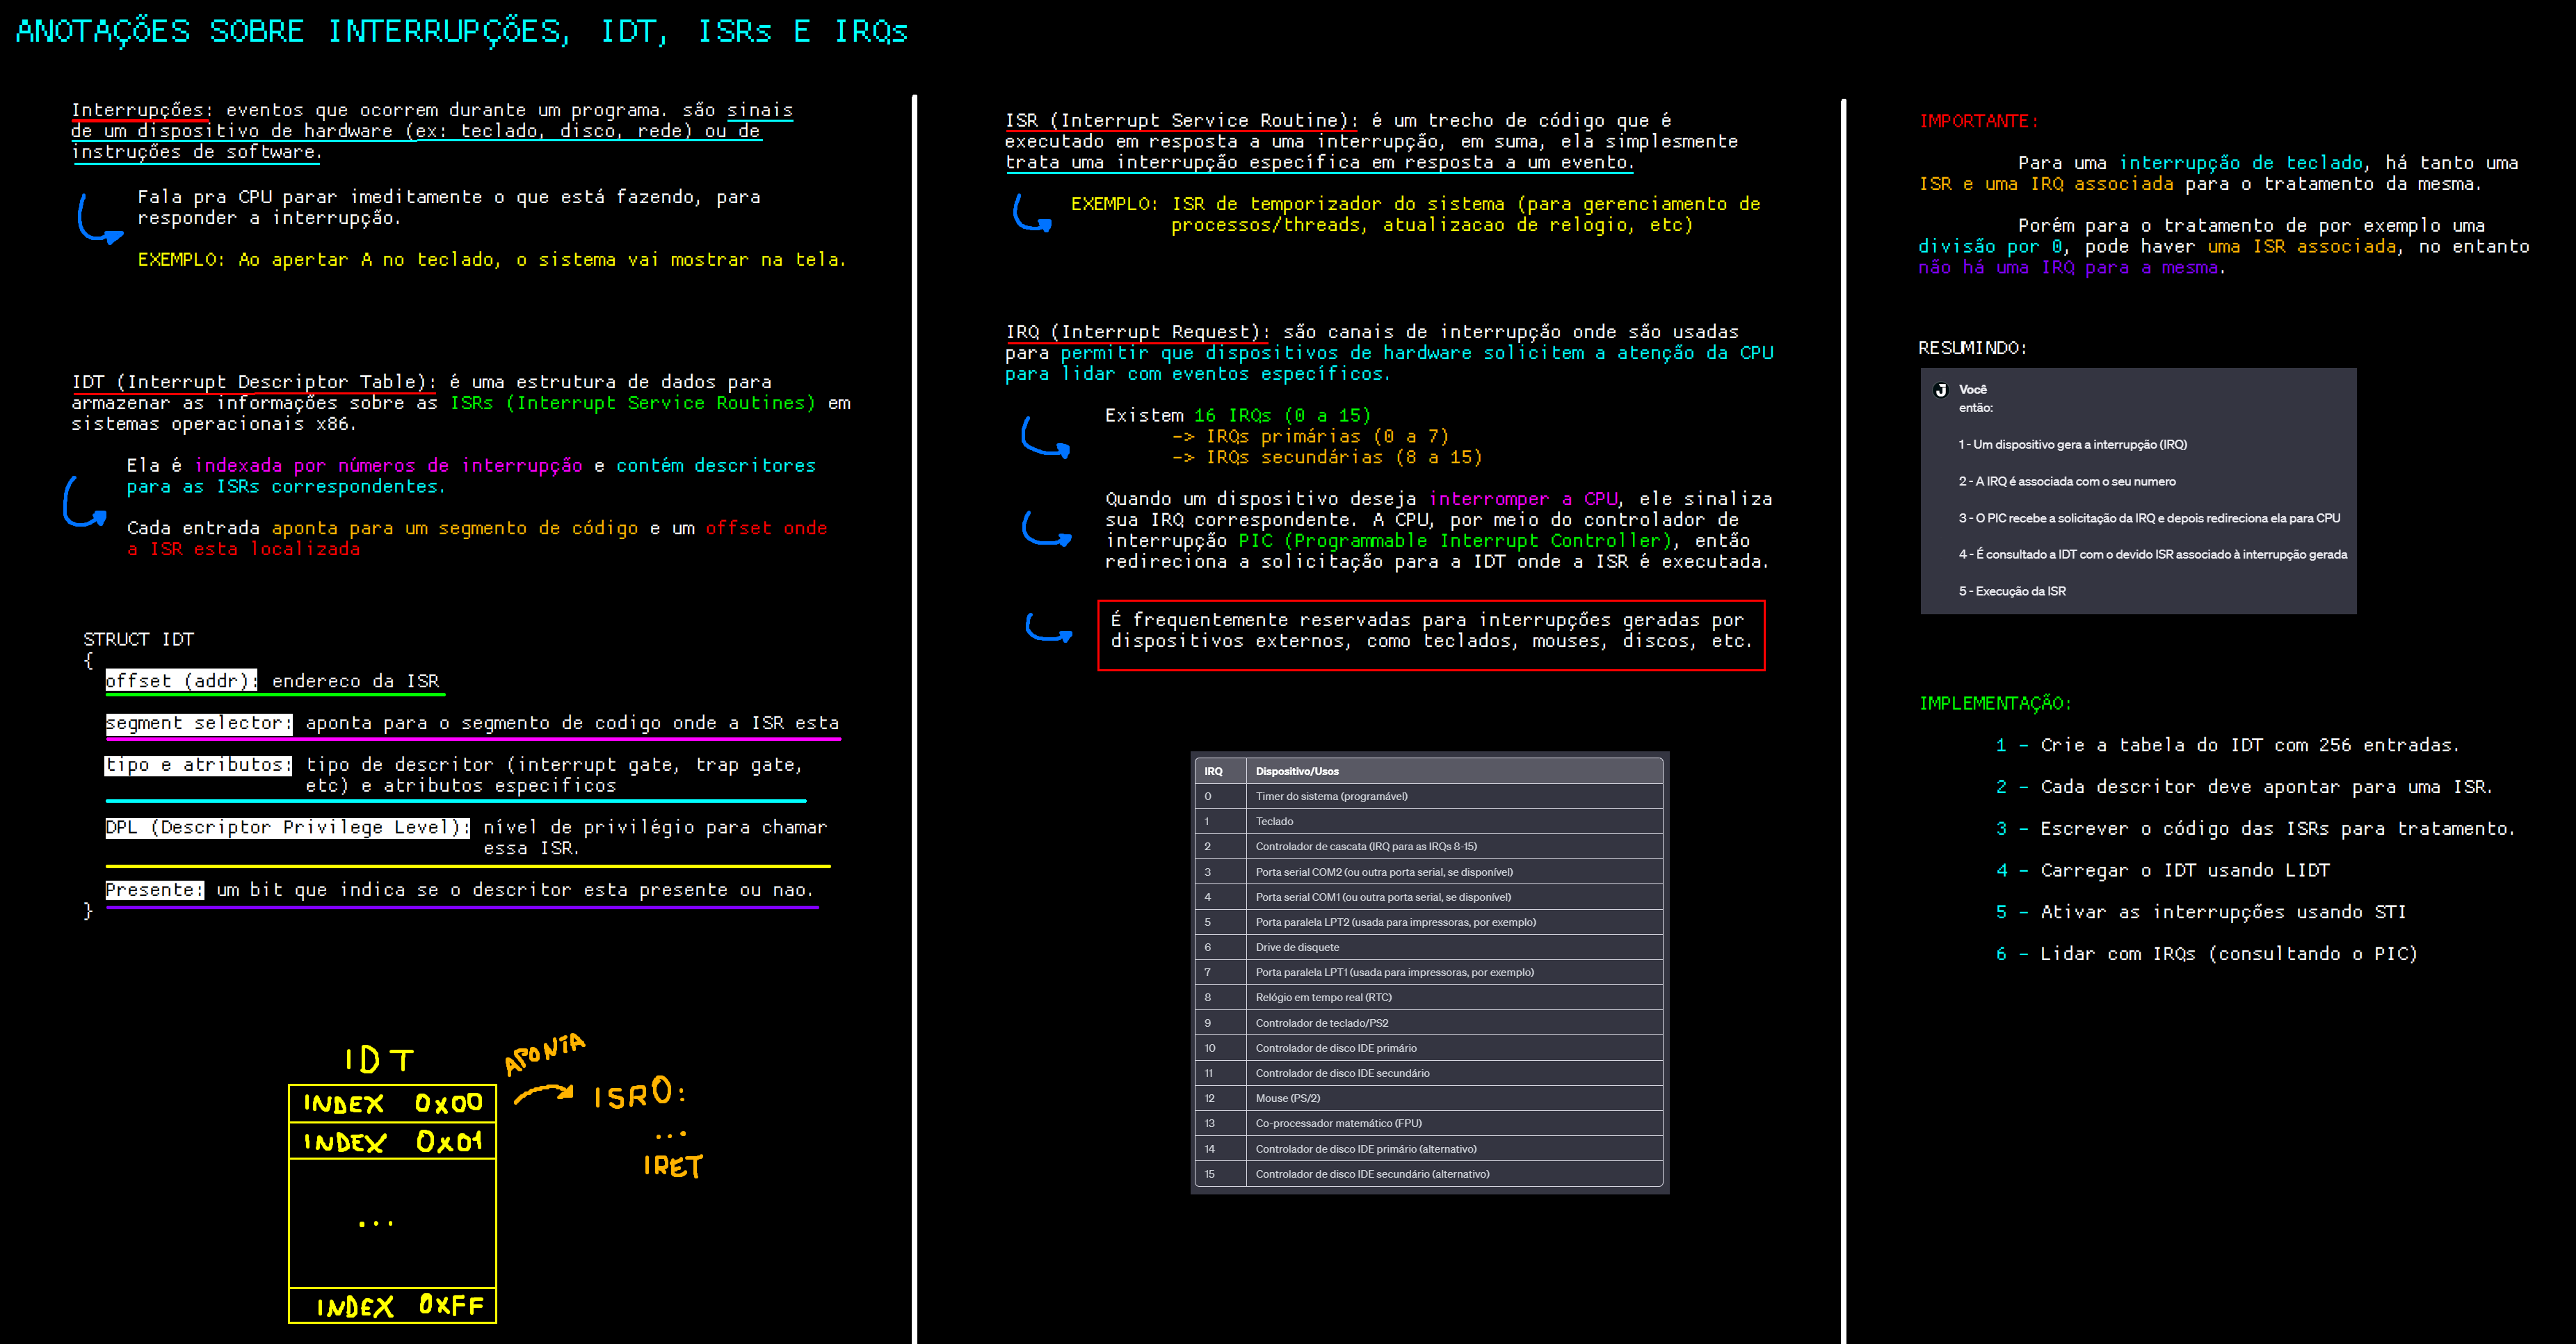 ANOTAÇÕES SOBRE INTERRUPÇÕES, IDT, ISRs E IRQs
Interrupções: eventos que ocorrem durante um programa. são sinais
de um dispositivo de hardware (ex: teclado, disco, rede) ou de
instruções de software.
Fala pra CPU parar imeditamente o que está fazendo, para
responder a interrupção.
EXEMPLO: Ao apertar A no teclado, o sistema vai mostrar na tela.
IDT (Interrupt Descriptor Table): é uma estrutura de dados para
armazenar as informações sobre as ISRs (Interrupt Service Routines) em
sistemas operacionais x86.
Ela é indexada por números de interrupção e contém descritores
para as ISRs correspondentes.
Cada entrada aponta para um segmento de código e um offset onde
a ISR esta localizada
STRUCT IDT
{
offset (addr): endereco da ISR
segment selector: aponta para o segmento de codigo onde a ISR esta
tipo e atributos: tipo de descritor (interrupt gate, trap gate,
etc) e atributos especificos
DPL (Descriptor Privilege Level): nível de privilégio para chamar
essa ISR.
Presente: um bit que indica se o descritor esta presente ou nao.
}
IDT
INDEX 0x00
INDEX 0x01
...
INDEX 0xFF
APONTA
ISR0:
...
IRET
ISR (Interrupt Service Routine): é um trecho de código que é
executado em resposta a uma interrupção, em suma, ela simplesmente
trata uma interrupção específica em resposta a um evento.
EXEMPLO: ISR de temporizador do sistema (para gerenciamento de
processos/threads, atualizacao de relogio, etc)
IRQ (Interrupt Request): são canais de interrupção onde são usadas
para permitir que dispositivos de hardware solicitem a atenção da CPU
para lidar com eventos específicos.
Existem 16 IRQs (0 a 15)
-> IRQs primárias (0 a 7)
-> IRQs secundárias (8 a 15)
Quando um dispositivo deseja interromper a CPU, ele sinaliza
sua IRQ correspondente. A CPU, por meio do controlador de
interrupção PIC (Programmable Interrupt Controller), então
redireciona a solicitação para a IDT onde a ISR é executada.
É frequentemente reservadas para interrupções geradas por
dispositivos externos, como teclados, mouses, discos, etc.
IRQ Dispositivo/Usos
0 Timer do sistema (programável)
1 Teclado
2 Controlador de cascata (IRQ para as IRQs 8-15)
3 Porta serial COM2 (ou outra porta serial, se disponível)
4 Porta serial COM1 (ou outra porta serial, se disponível)
5 Porta paralela LPT2 (usada para impressoras, por exemplo)
6 Drive de disquete
7 Porta paralela LPT1 (usada para impressoras, por exemplo)
8 Relógio em tempo real (RTC)
9 Controlador de teclado/PS2
10 Controlador de disco IDE primário
11 Controlador de disco IDE secundário
12 Mouse (PS/2)
13 Co-processador matemático (FPU)
14 Controlador de disco IDE primário (alternativo)
15 Controlador de disco IDE secundário (alternativo)
IMPORTANTE:
Para uma interrupção de teclado, há tanto uma
ISR e uma IRQ associada para o tratamento da mesma.
Porém para o tratamento de por exemplo uma
divisão por 0, pode haver uma ISR associada, no entanto
não há uma IRQ para a mesma.
RESUMINDO:
J Você
então:
1 - Um dispositivo gera a interrupção (IRQ)
2 - A IRQ é associada com o seu numero
3 - O PIC recebe a solicitação da IRQ e depois redireciona ela para CPU
4 - É consultado a IDT com o devido ISR associado à interrupção gerada
5 - Execução da ISR
IMPLEMENTAÇÃO:
1 - Crie a tabela do IDT com 256 entradas.
2 - Cada descritor deve apontar para uma ISR.
3 - Escrever o código das ISRs para tratamento.
4 - Carregar o IDT usando LIDT
5 - Ativar as interrupções usando STI
6 - Lidar com IRQs (consultando o PIC)